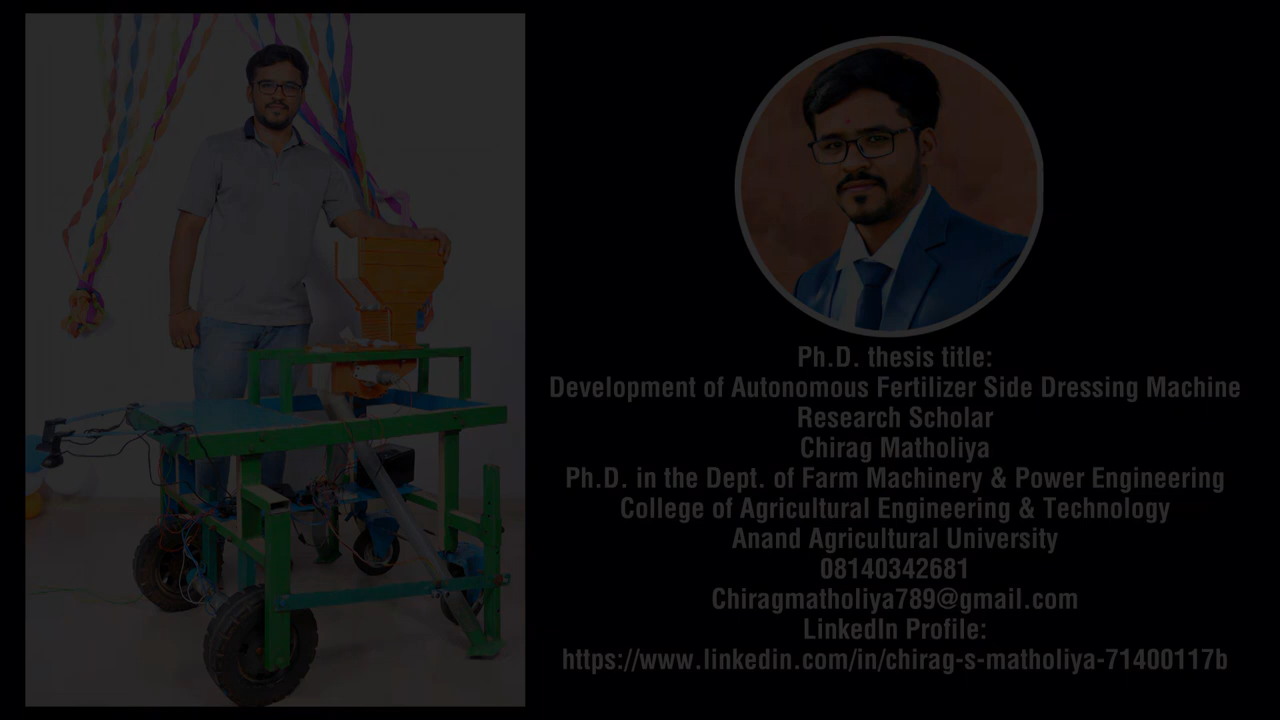 Ph.D. thesis title:
Development of Autonomous Fertilizer Side Dressing Machine
Research Scholar
Chirag Matholiya
Ph.D. in the Dept. of Farm Machinery & Power Engineering
College of Agricultural Engineering & Technology
Anand Agricultural University
08140342681
Chiragmatholiya789@gmail.com
LinkedIn Profile:
https://www.linkedin.com/in/chirag-s-matholiya-71400117b